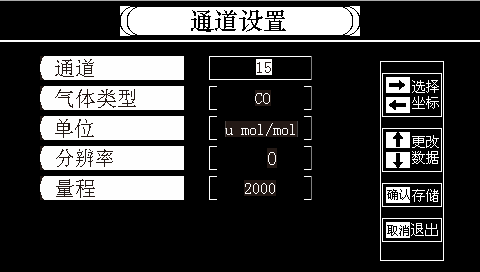 通道设置
通道 15
气体类型 CO
单位 u mol/mol
分辨率 0
量程 2000
→ 选择
← 坐标
↑ 更改
↓ 数据
确认 存储
取消 退出